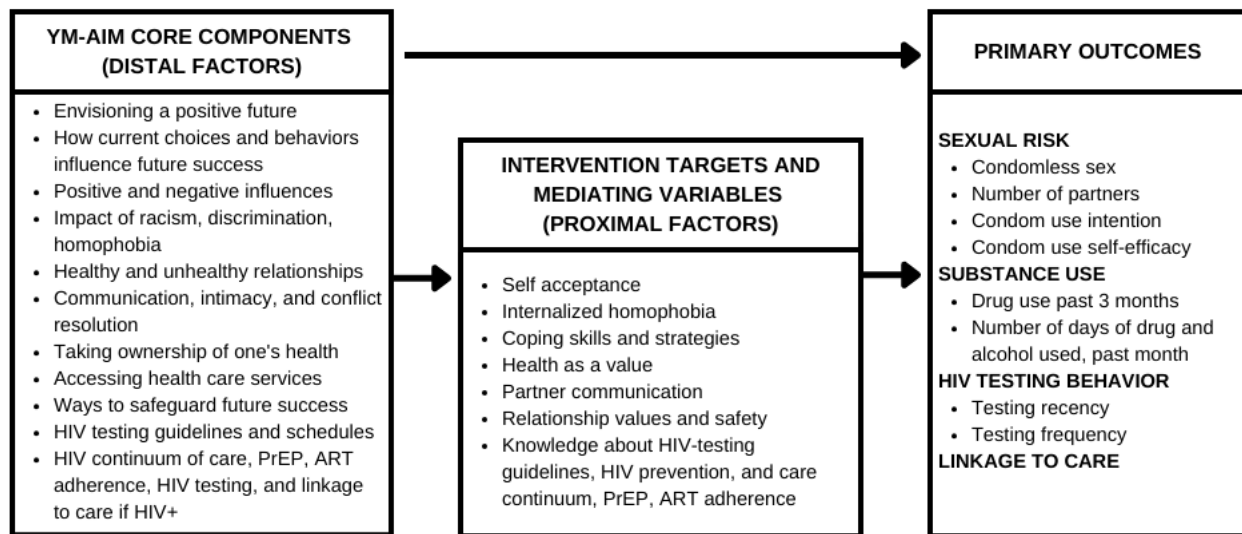 YM-AIM CORE COMPONENTS
(DISTAL FACTORS)
• Envisioning a positive future
• How current choices and behaviors
influence future success
• Positive and negative influences
• Impact of racism, discrimination,
homophobia
• Healthy and unhealthy relationships
• Communication, intimacy, and conflict
resolution
• Taking ownership of one's health
• Accessing health care services
• Ways to safeguard future success
• HIV testing guidelines and schedules
• HIV continuum of care, PrEP, ART
adherence, HIV testing, and linkage
to care if HIV+
INTERVENTION TARGETS AND
MEDIATING VARIABLES
(PROXIMAL FACTORS)
• Self acceptance
• Internalized homophobia
• Coping skills and strategies
• Health as a value
• Partner communication
• Relationship values and safety
• Knowledge about HIV-testing
guidelines, HIV prevention, and care
continuum, PrEP, ART adherence
PRIMARY OUTCOMES
SEXUAL RISK
• Condomless sex
• Number of partners
• Condom use intention
• Condom use self-efficacy
SUBSTANCE USE
• Drug use past 3 months
• Number of days of drug and
alcohol used, past month
HIV TESTING BEHAVIOR
• Testing recency
• Testing frequency
LINKAGE TO CARE